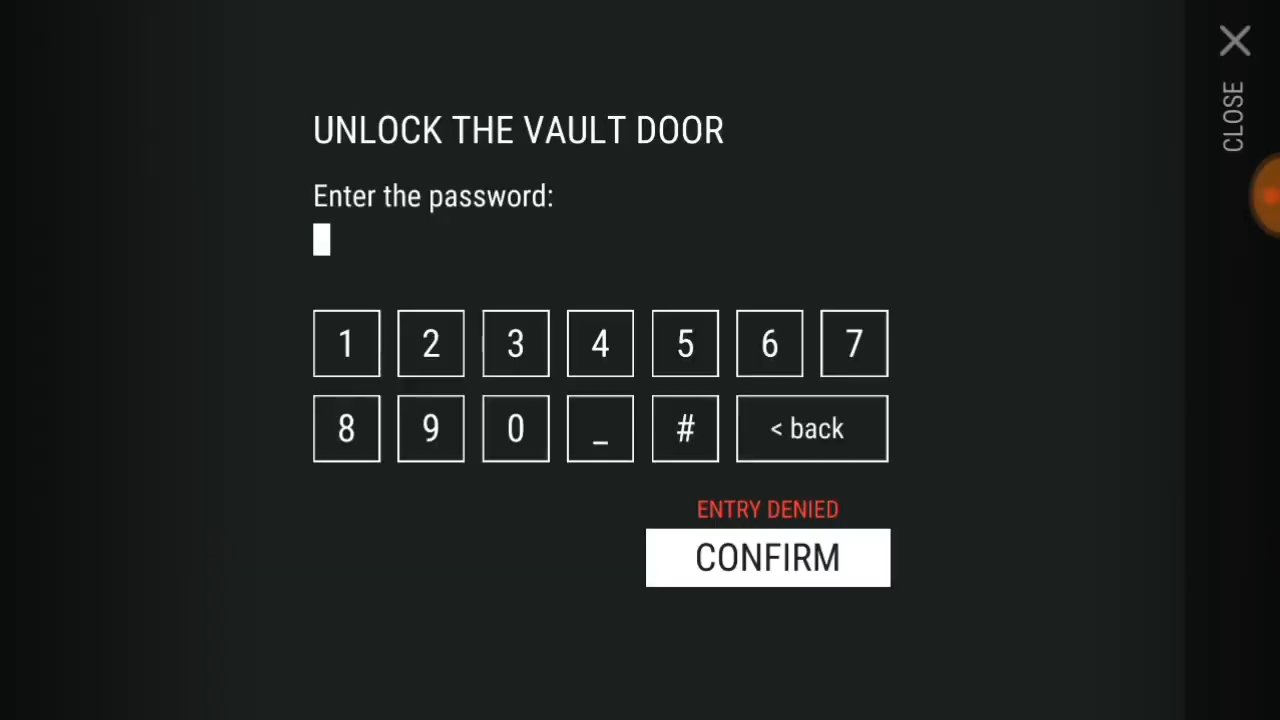 UNLOCK THE VAULT DOOR
Enter the password:
1 2 3 4 5 6 7
8 9 0 _ # < back
ENTRY DENIED
CONFIRM
CLOSE